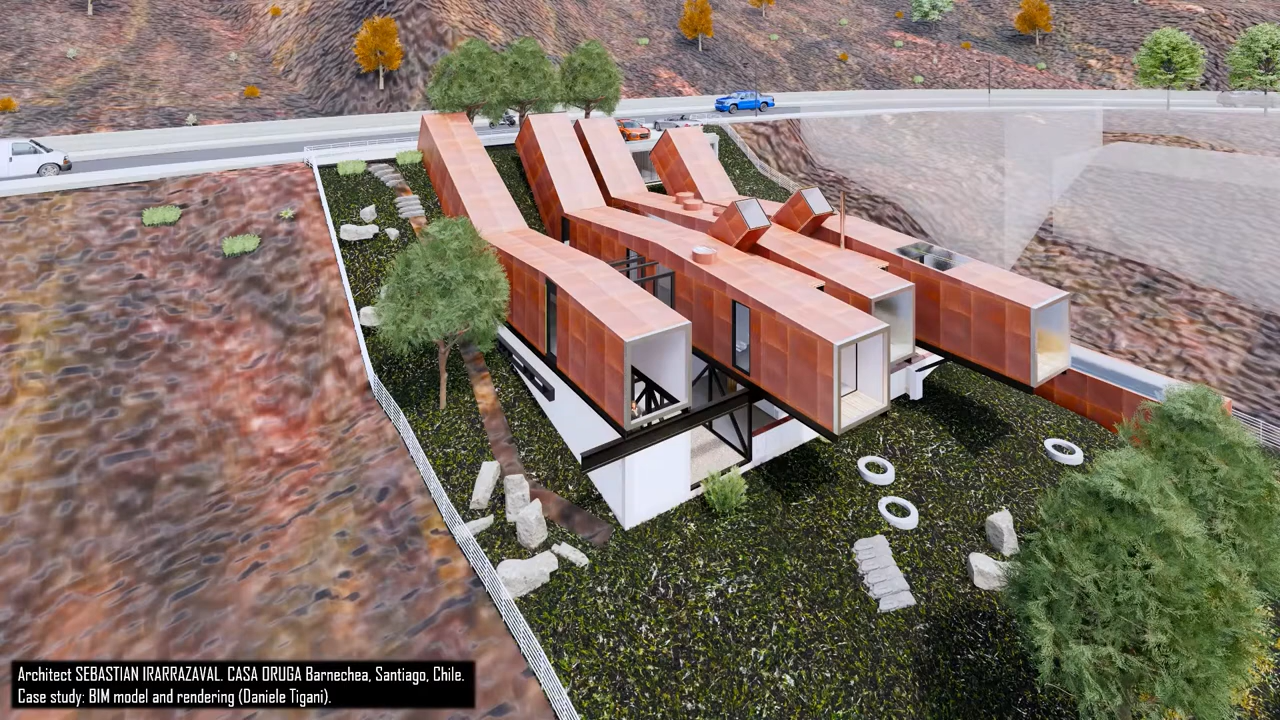 Architect SEBASTIAN IRARRAZAVAL. CASA ORUGA Barnechea, Santiago, Chile.
Case study: BIM model and rendering (Daniele Tigani).